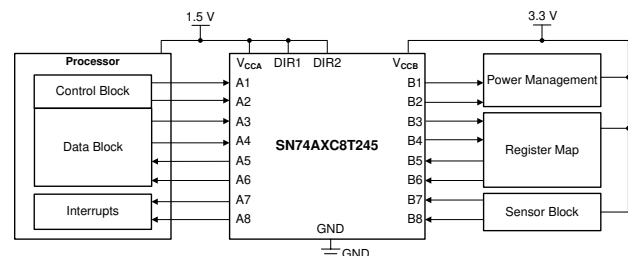 1.5 V
3.3 V
Processor
VCCA
DIR1
DIR2
VCCB
Control Block
A1
A2
B1
B2
Power Management
Data Block
A3
A4
A5
A6
SN74AXC8T245
B3
B4
B5
B6
Register Map
Interrupts
A7
A8
B7
B8
Sensor Block
GND
GND